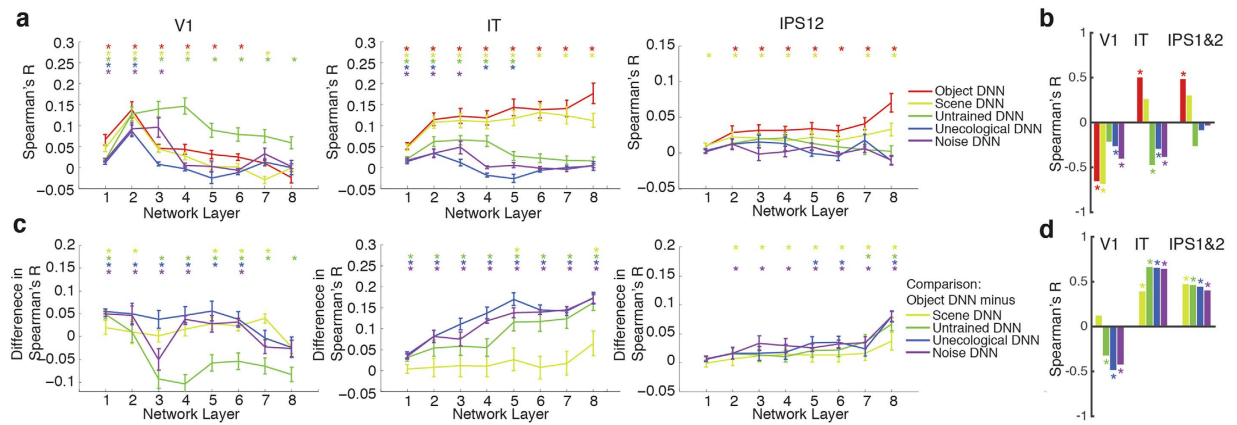 a
V1
IT
IPS12
b
0.3
0.25
0.2
0.15
0.1
0.05
0
−0.05
Spearman's R
1 2 3 4 5 6 7 8
Network Layer
0.3
0.25
0.2
0.15
0.1
0.05
0
−0.05
Spearman's R
1 2 3 4 5 6 7 8
Network Layer
0.15
0.1
0.05
0
−0.05
Spearman's R
1 2 3 4 5 6 7 8
Network Layer
Object DNN
Scene DNN
Untrained DNN
Unecological DNN
Noise DNN
V1 IT IPS1&2
1
0.5
0
−0.5
-1
Spearman's R
c
0.2
0.15
0.1
0.05
0
−0.05
−0.1
Differenece in
Spearman's R
1 2 3 4 5 6 7 8
Network Layer
0.3
0.2
0.1
0
−0.05
Differenece in
Spearman's R
1 2 3 4 5 6 7 8
Network Layer
0.2
0.15
0.1
0.05
0
−0.05
Differenece in
Spearman's R
1 2 3 4 5 6 7 8
Network Layer
Comparison:
Object DNN minus
Scene DNN
Untrained DNN
Unecological DNN
Noise DNN
d
V1 IT IPS1&2
1
0.5
0
−0.5
-1
Spearman's R